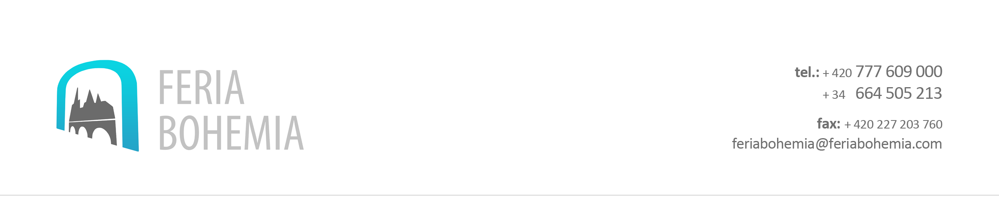 FERIA
BOHEMIA
tel.: + 420 777 609 000
+ 34 664 505 213
fax: + 420 227 203 760
feriabohemia@feriabohemia.com